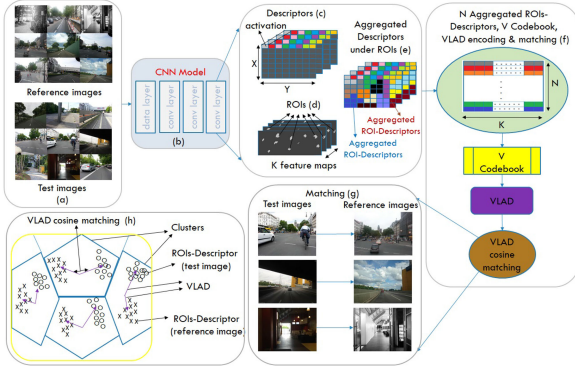 Reference images
Test images
(a)
CNN Model
data layer
conv layer
conv layer
conv layer
(b)
Descriptors (c)
activation
X
Y
ROIs (d)
K feature maps
Aggregated
Descriptors
under ROIs (e)
Aggregated
ROI-Descriptors
Aggregated
ROI-Descriptors
N Aggregated ROIs-
Descriptors, V Codebook,
VLAD encoding & matching (f)
N
K
V
Codebook
VLAD
VLAD
cosine
matching
Matching (g)
Test images
Reference images
VLAD cosine matching (h)
Clusters
ROIs-Descriptor
(test image)
VLAD
ROIs-Descriptor
(reference image)